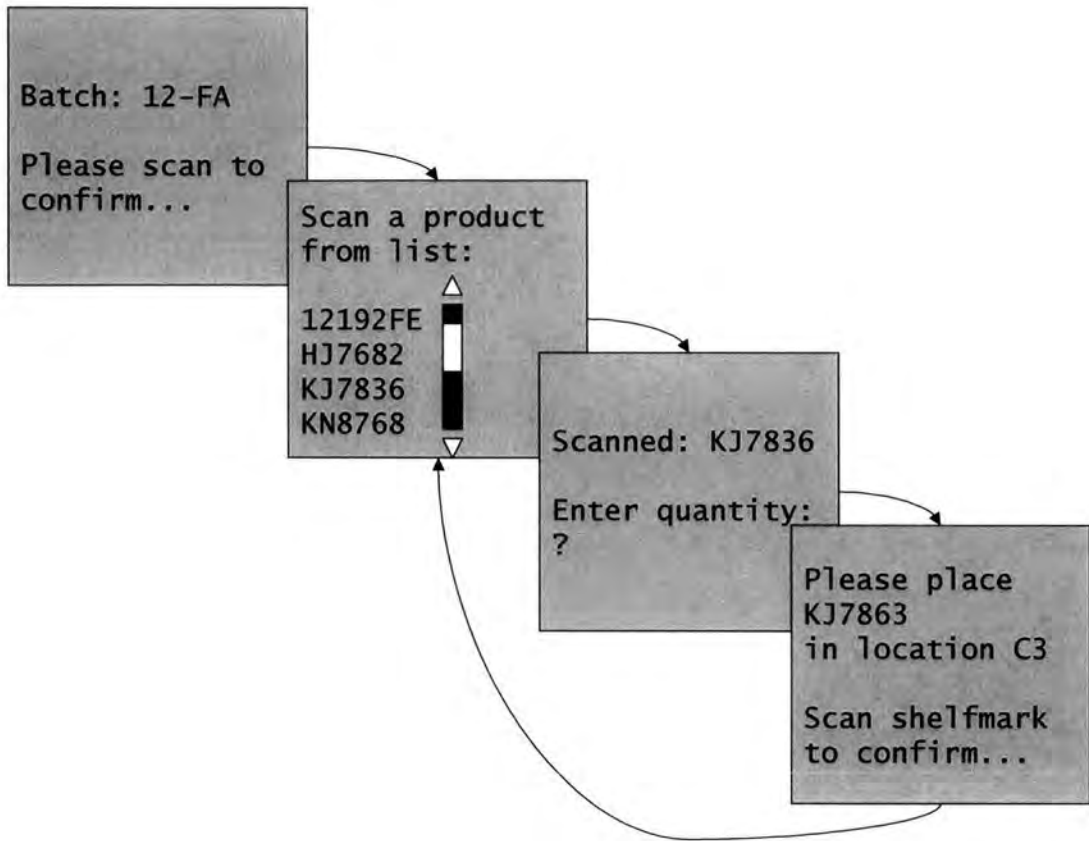 Batch: 12-FA
Please scan to
confirm...
Scan a product
from list:
12192FE
HJ7682
KJ7836
KN8768
Scanned: KJ7836
Enter quantity:
?
Please place
KJ7863
in location C3
Scan shelfmark
to confirm...